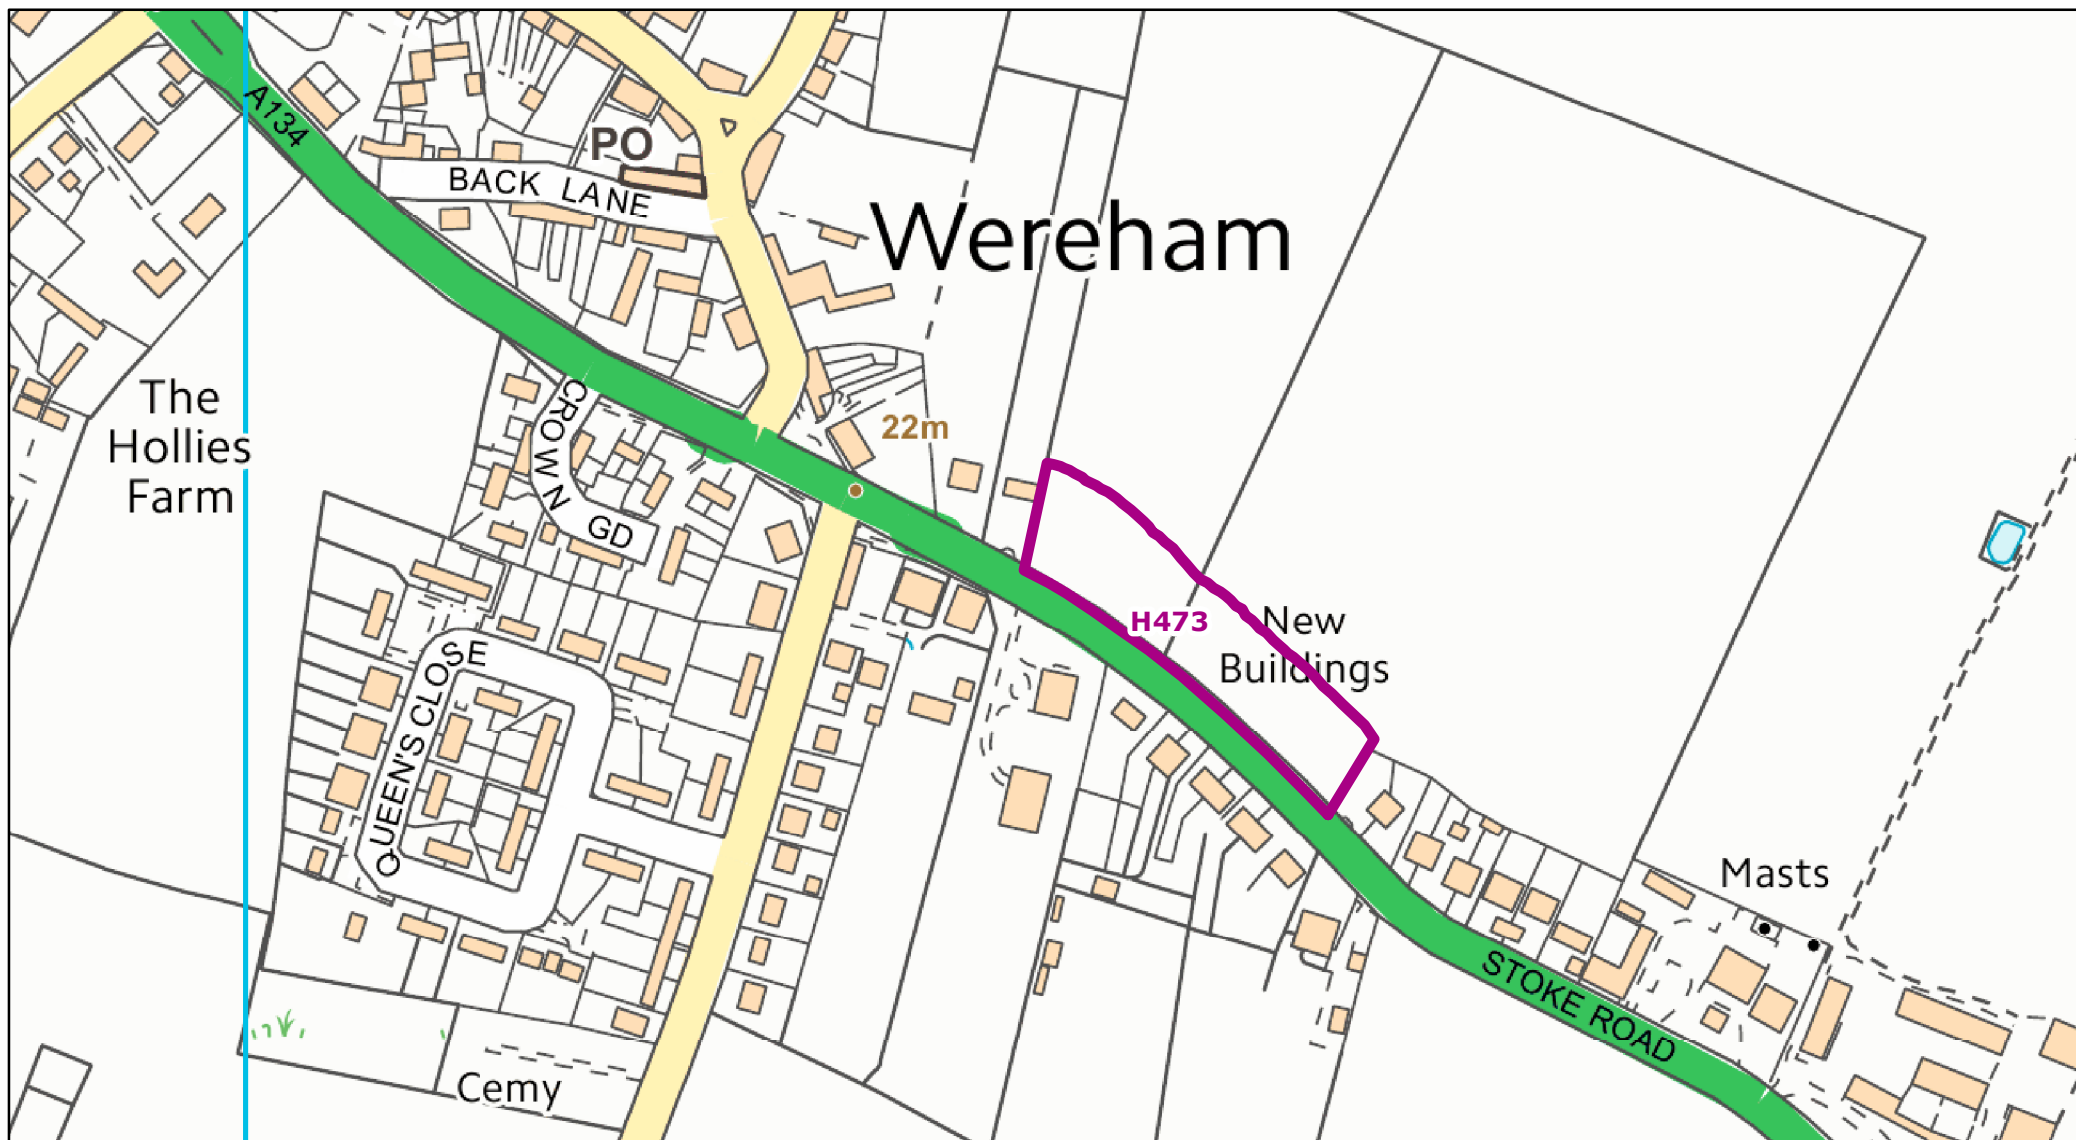 A134
PO
BACK LANE
Wereham
The
Hollies
Farm
CROWN GD
22m
H473
New
Buildings
QUEEN'S CLOSE
Masts
STOKE ROAD
Cemy